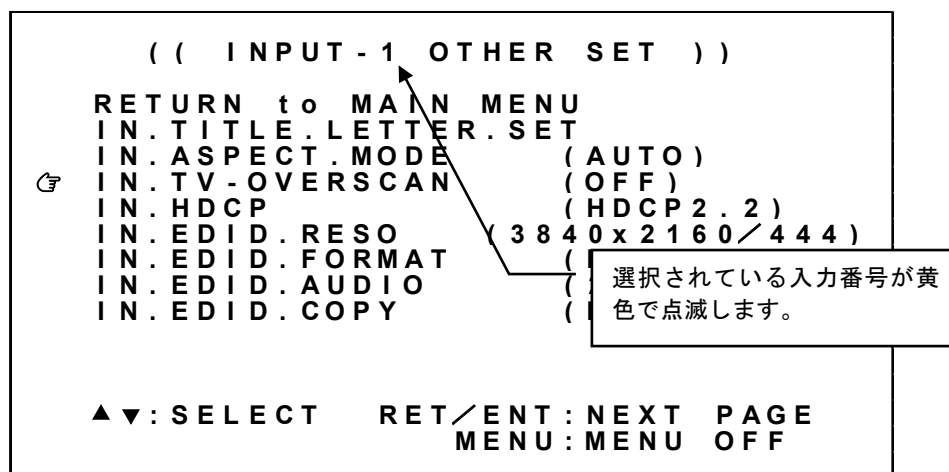 (( INPUT-1 OTHER SET ))
RETURN to MAIN MENU
IN.TITLE.LETTER.SET
IN.ASPECT.MODE (AUTO)
IN.TV-OVERSCAN (OFF)
IN.HDCP (HDCP2.2)
IN.EDID.RESO (3840x2160/444)
IN.EDID.FORMAT (
IN.EDID.AUDIO (
IN.EDID.COPY (
選択されている入力番号が黄
色で点滅します。
▲▼:SELECT RET/ENT:NEXT PAGE
MENU:MENU OFF